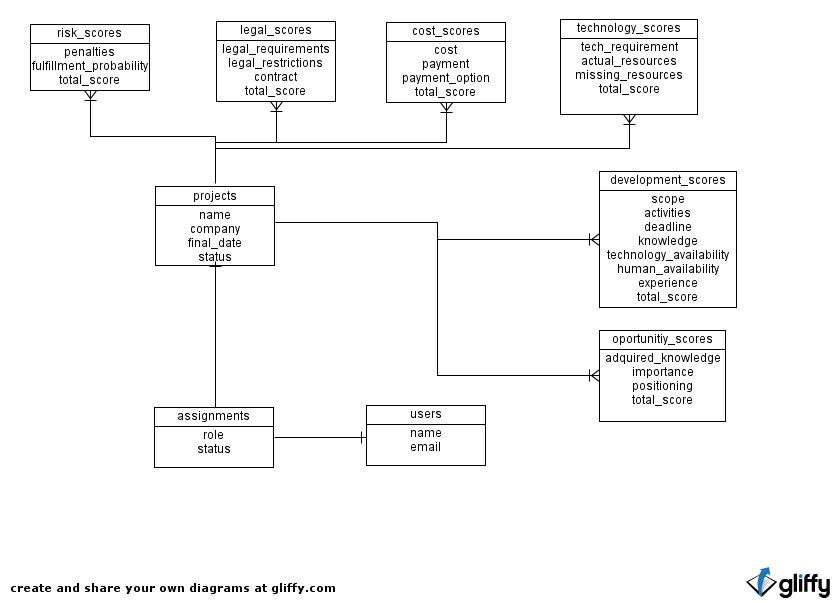 risk_scores
penalties
fulfillment_probability
total_score
legal_scores
legal_requirements
legal_restrictions
contract
total_score
cost_scores
cost
payment
payment_option
total_score
technology_scores
tech_requirement
actual_resources
missing_resources
total_score
projects
name
company
final_date
status
development_scores
scope
activities
deadline
knowledge
technology_availability
human_availability
experience
total_score
oportunitiy_scores
adquired_knowledge
importance
positioning
total_score
assignments
role
status
users
name
email
create and share your own diagrams at gliffy.com
gliffy